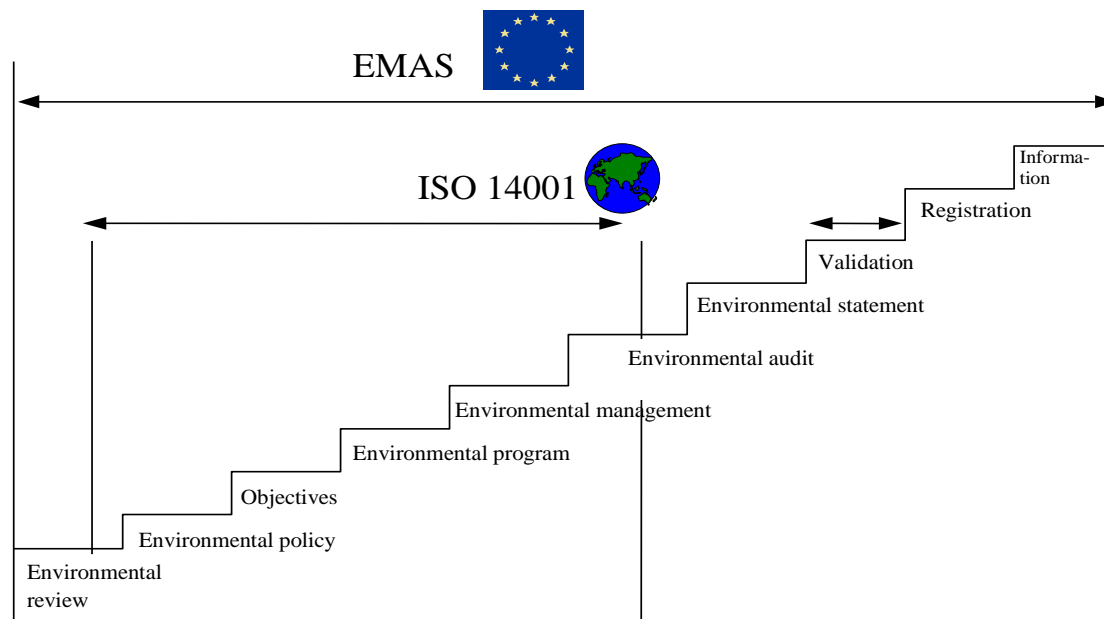 EMAS
ISO 14001
Informa-
tion
Registration
Validation
Environmental statement
Environmental audit
Environmental management
Environmental program
Objectives
Environmental policy
Environmental
review